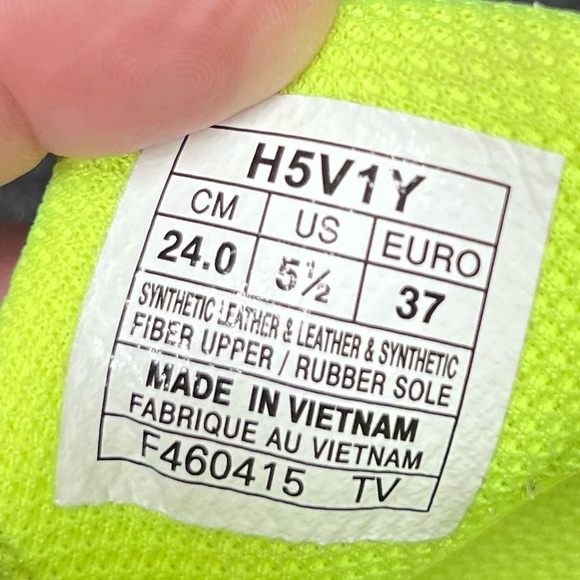 H5V1Y
CM US EURO
24.0 5½ 37
SYNTHETIC LEATHER & LEATHER & SYNTHETIC
FIBER UPPER / RUBBER SOLE
MADE IN VIETNAM
FABRIQUE AU VIETNAM
F460415 TV